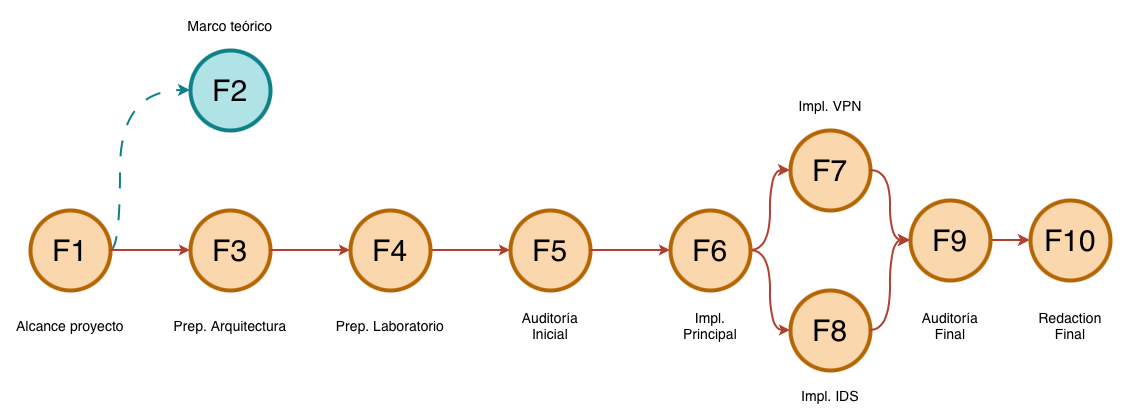 Marco teórico
F2
Impl. VPN
F7
F1
F3
F4
F5
F6
F9
F10
F8
Alcance proyecto
Prep. Arquitectura
Prep. Laboratorio
Auditoría
Inicial
Impl.
Principal
Auditoría
Final
Redaction
Final
Impl. IDS